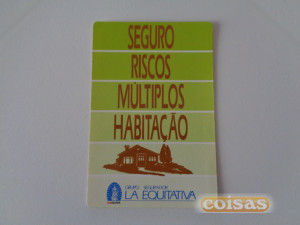 SEGURO
RISCOS
MÚLTIPLOS
HABITAÇÃO
GRUPO SEGURADOR
LA EQUITATIVA
coisas